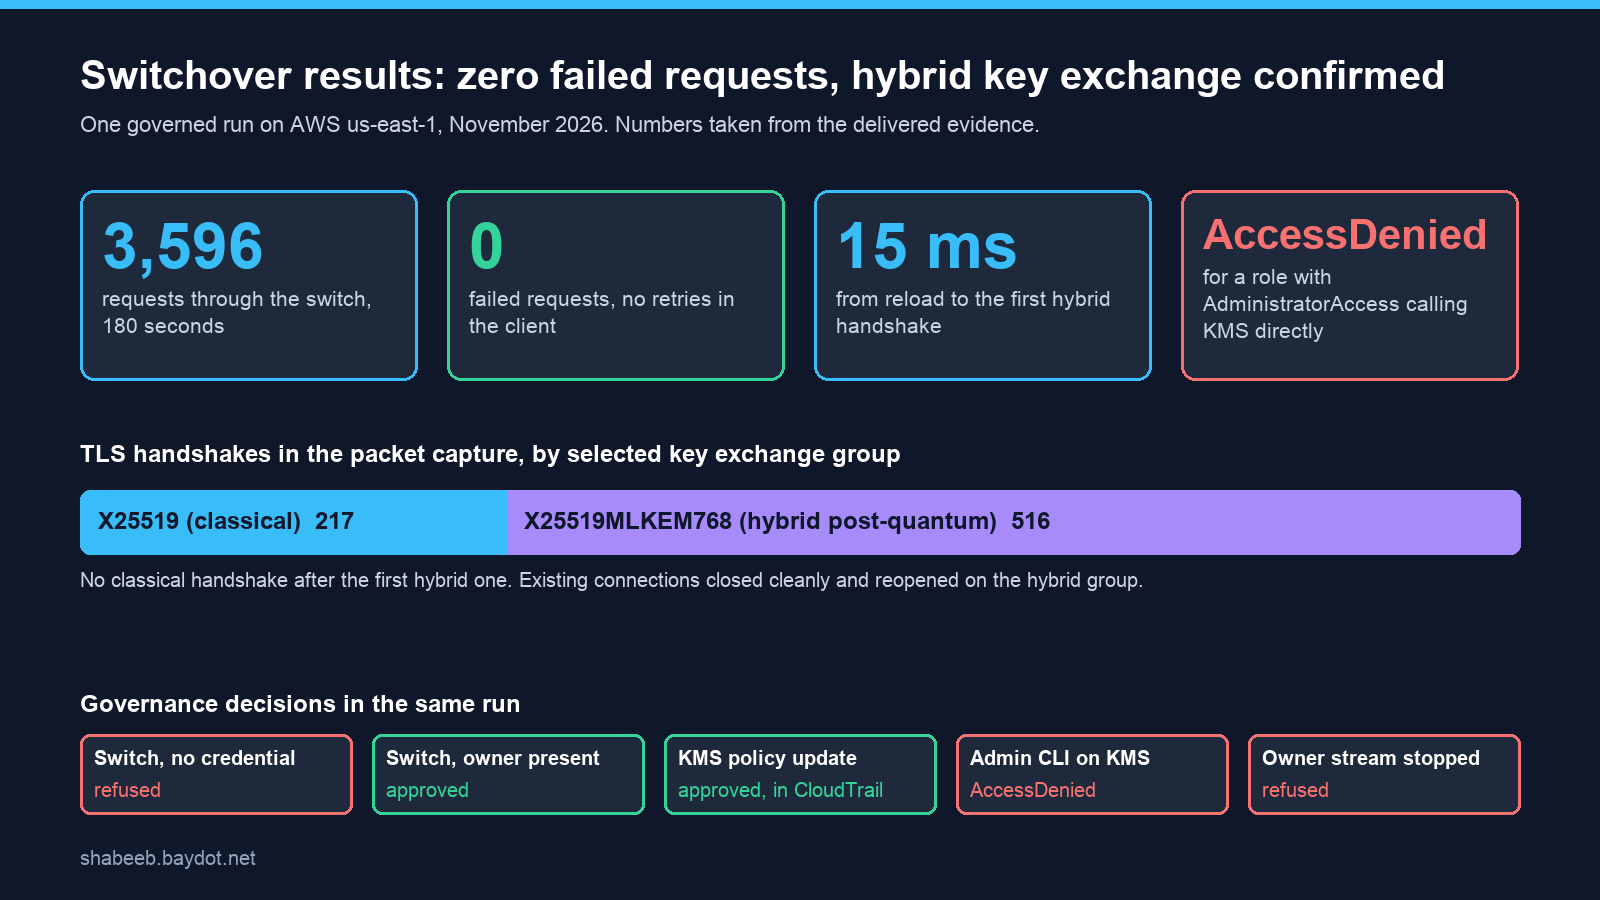 Switchover results: zero failed requests, hybrid key exchange confirmed
One governed run on AWS us-east-1, November 2026. Numbers taken from the delivered evidence.
3,596
requests through the switch,
180 seconds
0
failed requests, no retries in
the client
15 ms
from reload to the first hybrid
handshake
AccessDenied
for a role with
AdministratorAccess calling
KMS directly
TLS handshakes in the packet capture, by selected key exchange group
X25519 (classical) 217
X25519MLKEM768 (hybrid post-quantum) 516
No classical handshake after the first hybrid one. Existing connections closed cleanly and reopened on the hybrid group.
Governance decisions in the same run
Switch, no credential
refused
Switch, owner present
approved
KMS policy update
approved, in CloudTrail
Admin CLI on KMS
AccessDenied
Owner stream stopped
refused
shabeeb.baydot.net